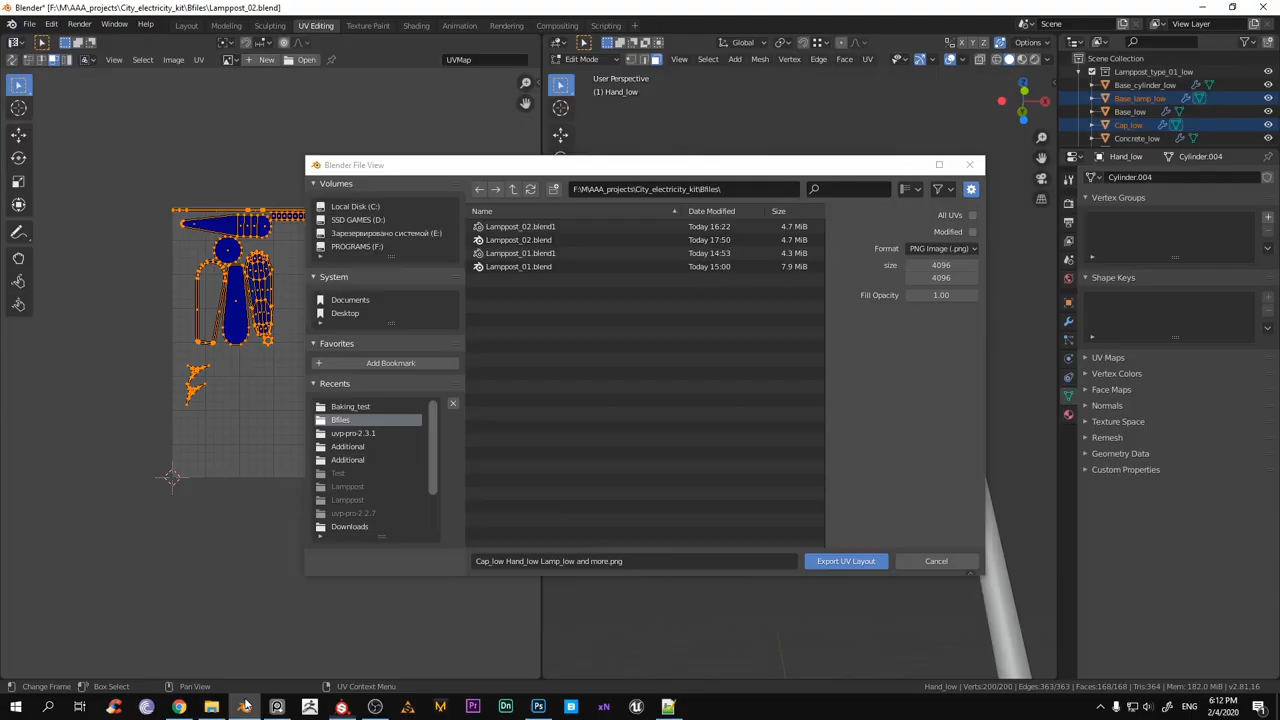 Blender* [F:\M\AAA_projects\City_electricity_kit\Bfiles\Lamppost_02.blend]
File Edit Render Window Help Layout Modeling Sculpting UV Editing Texture Paint Shading Animation Rendering Compositing Scripting Scene View Layer
Global X Y Z Options
View Select Image UV New Open UVMap Edit Mode View Select Add Mesh Vertex Edge Face UV
Scene Collection
Lamppost_type_01_low
Base_cylinder_low
Base_lamp_low
Base_low
Cap_low
Concrete_low
User Perspective
(1) Hand_low
Hand_low Cylinder.004
Cylinder.004
Vertex Groups
Shape Keys
UV Maps
Vertex Colors
Face Maps
Normals
Texture Space
Remesh
Geometry Data
Custom Properties
Blender File View
Volumes
Local Disk (C:)
SSD GAMES (D:)
Зарезервировано системой (E:)
PROGRAMS (F:)
System
Documents
Desktop
Favorites
Add Bookmark
Recents
Baking_test
Bfiles
uvp-pro-2.3.1
Additional
Additional
Test
Lamppost
Lamppost
uvp-pro-2.2.7
Downloads
F:\M\AAA_projects\City_electricity_kit\Bfiles\
Name Date Modified Size
Lamppost_02.blend1 Today 16:22 4.7 MiB
Lamppost_02.blend Today 17:50 4.7 MiB
Lamppost_01.blend1 Today 14:53 4.3 MiB
Lamppost_01.blend Today 15:00 7.9 MiB
All UVs
Modified
Format PNG Image (.png)
size 4096
4096
Fill Opacity 1.00
Cap_low Hand_low Lamp_low and more.png Export UV Layout Cancel
Change Frame Box Select Pan View UV Context Menu Hand_low | Verts:200/200 | Edges:363/363 | Faces:168/168 | Tris:364 | Mem: 182.0 MiB | v2.81.16
Pr Dn Ps xN
6:12 PM
2/4/2020